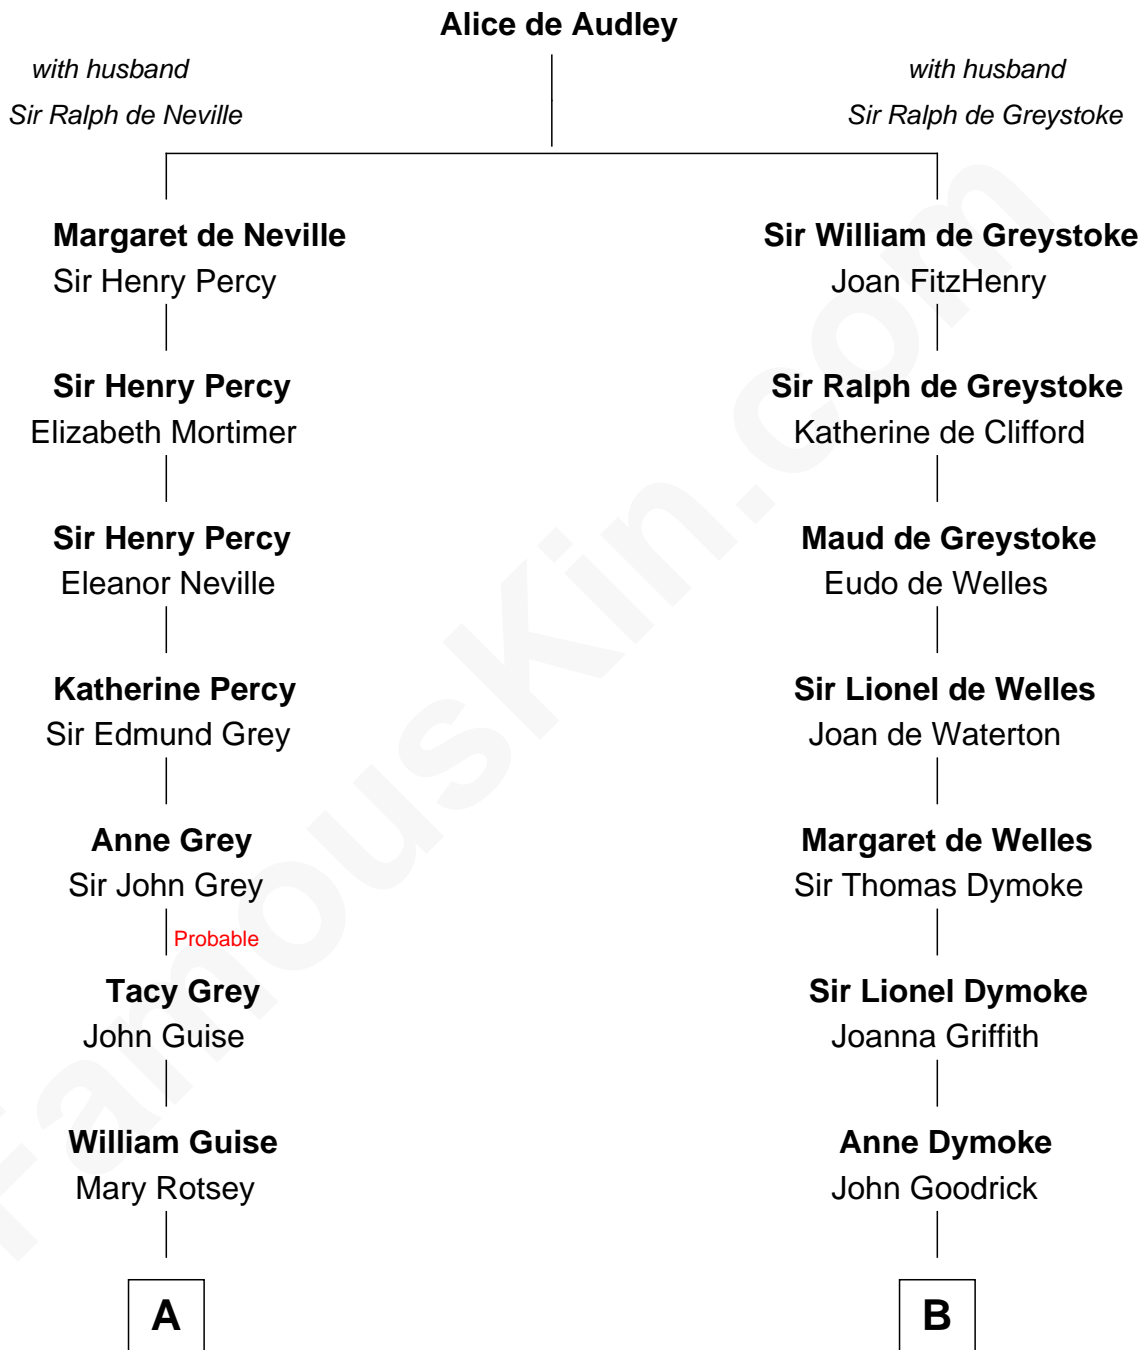 Alice de Audley
with husband
Sir Ralph de Neville
with husband
Sir Ralph de Greystoke
Margaret de Neville
Sir Henry Percy
Sir William de Greystoke
Joan FitzHenry
Sir Henry Percy
Elizabeth Mortimer
Sir Ralph de Greystoke
Katherine de Clifford
Sir Henry Percy
Eleanor Neville
Maud de Greystoke
Eudo de Welles
Katherine Percy
Sir Edmund Grey
Sir Lionel de Welles
Joan de Waterton
Anne Grey
Sir John Grey
Margaret de Welles
Sir Thomas Dymoke
Probable
Tacy Grey
John Guise
Sir Lionel Dymoke
Joanna Griffith
William Guise
Mary Rotsey
Anne Dymoke
John Goodrick
A
B
FamousKin.com